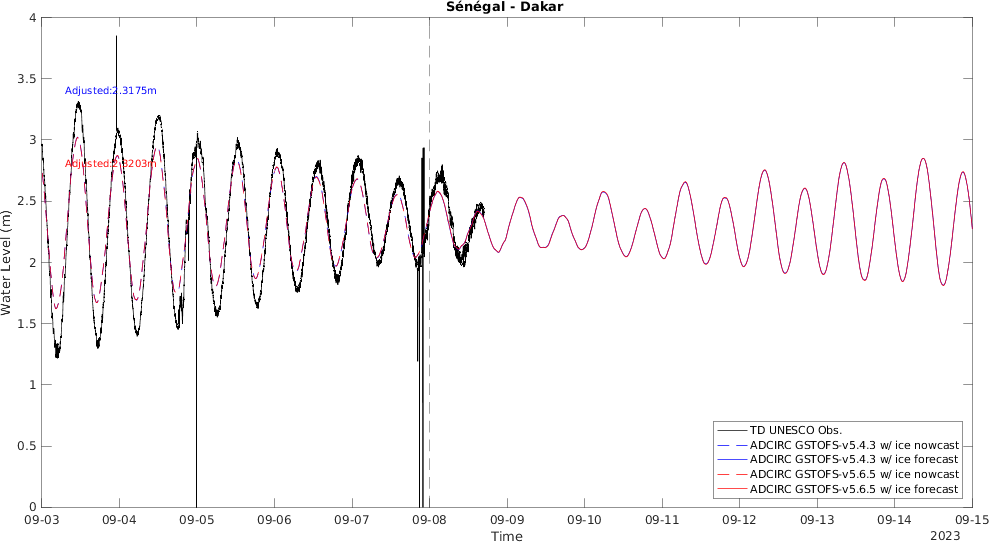 Sénégal - Dakar
4
3.5
3
2.5
2
1.5
1
0.5
0
Water Level (m)
Adjusted:2.3175m
Adjusted:2.3203m
TD UNESCO Obs.
ADCIRC GSTOFS-v5.4.3 w/ ice nowcast
ADCIRC GSTOFS-v5.4.3 w/ ice forecast
ADCIRC GSTOFS-v5.6.5 w/ ice nowcast
ADCIRC GSTOFS-v5.6.5 w/ ice forecast
09-03 09-04 09-05 09-06 09-07 09-08 09-09 09-10 09-11 09-12 09-13 09-14 09-15
Time
2023